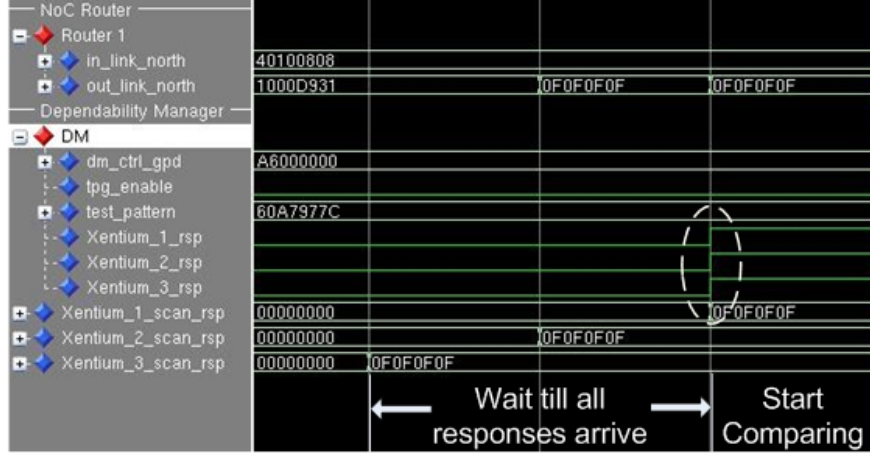 NoC Router
Router 1
in_link_north 40100808
out_link_north 1000D931 0F0F0F0F 0F0F0F0F
Dependability Manager
DM
dm_ctrl_gpd A6000000
tpg_enable
test_pattern 60A7977C
Xentium_1_rsp
Xentium_2_rsp
Xentium_3_rsp
Xentium_1_scan_rsp 00000000 0F0F0F0F
Xentium_2_scan_rsp 00000000 0F0F0F0F
Xentium_3_scan_rsp 00000000 0F0F0F0F
Wait till all Start
responses arrive Comparing